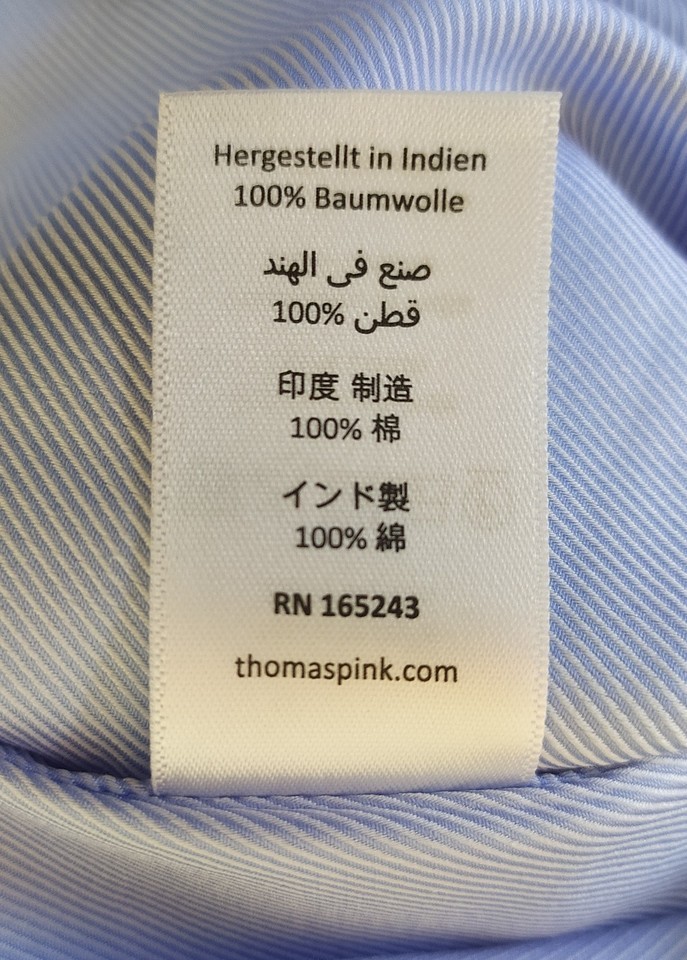 Hergestellt in Indien
100% Baumwolle
صنع فى الهند
100% قطن
印度 制造
100% 棉
インド製
100% 綿
RN 165243
thomaspink.com